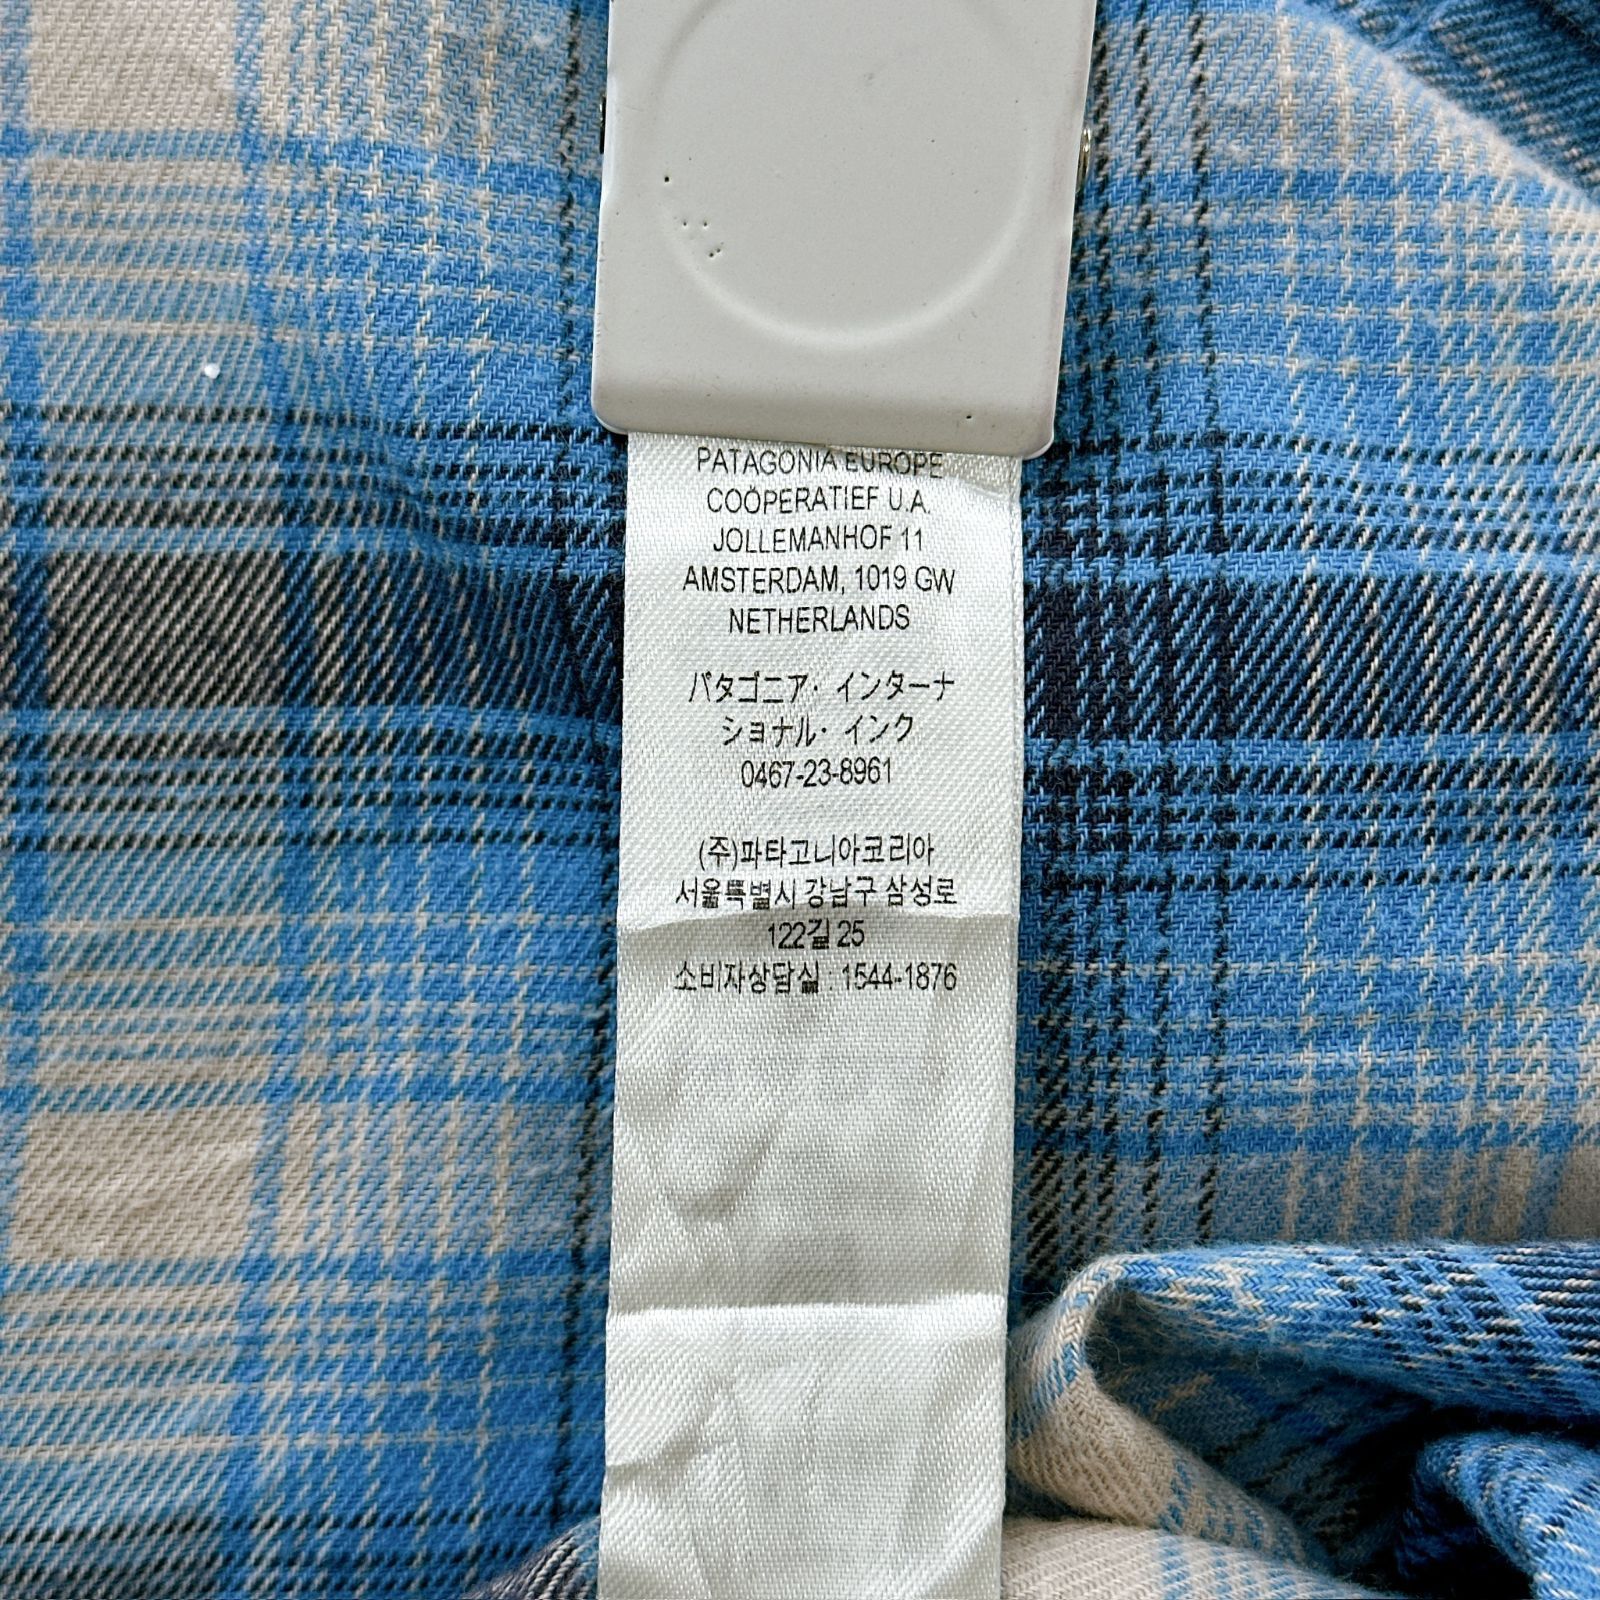 PATAGONIA EUROPE
COÖPERATIEF U.A.
JOLLEMANHOF 11
AMSTERDAM, 1019 GW
NETHERLANDS
パタゴニア・インターナ
ショナル・インク
0467-23-8961
(주)파타고니아코리아
서울특별시 강남구 삼성로
122길 25
소비자상담실 : 1544-1876